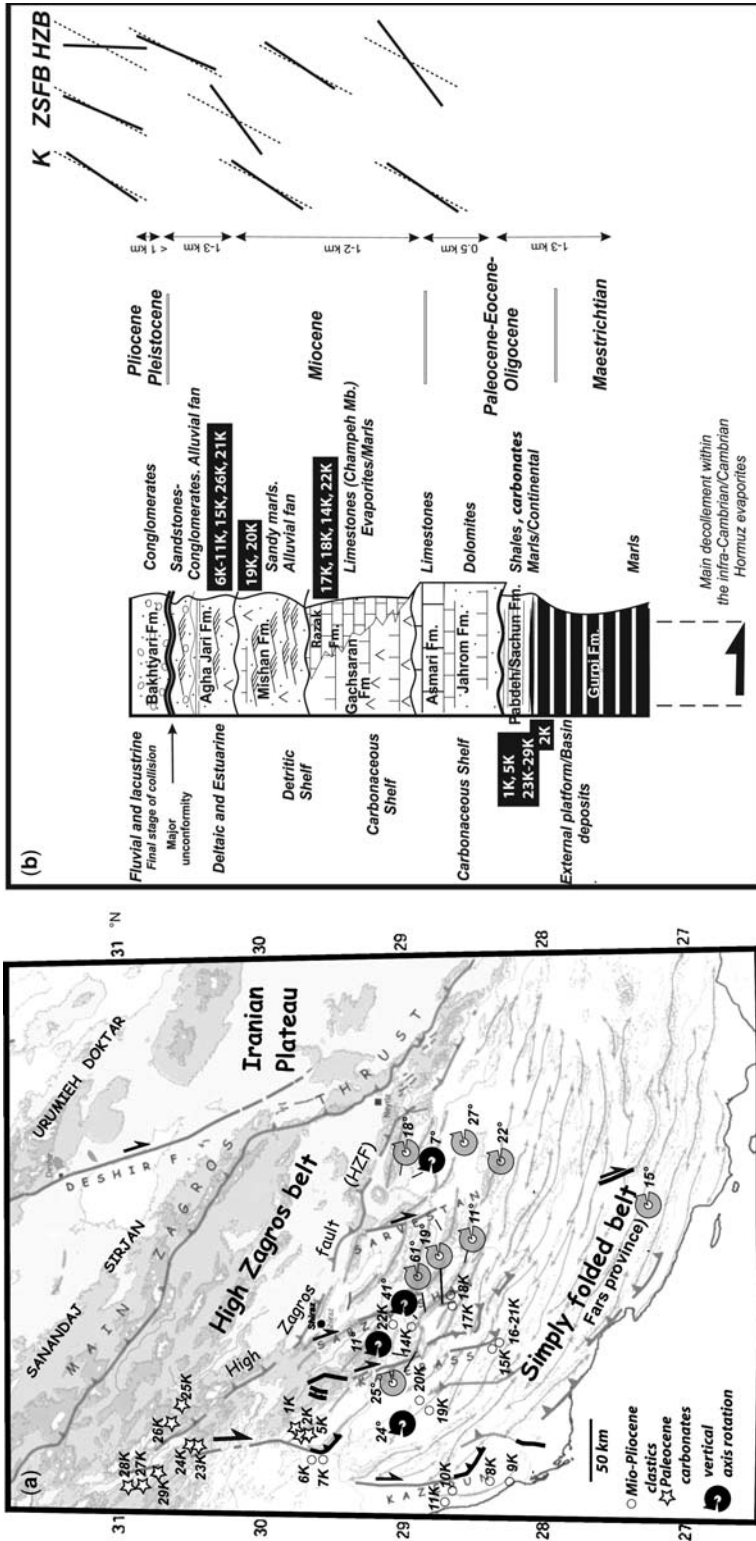 (a)
31
30
29
28
27
31 °N
30
29
28
27
URUMIEH DOKTAR
SANANDAJ SIRJAN
MAIN ZAGROS THRUST
DESHIR F.
Iranian
Plateau
High Zagros belt
High Zagros fault (HZF)
Shiraz
SARVESTAN
KAZERUN
28K
27K
29K
26K
25K
24K
23K
1K
2K
5K
6K
7K
11K
10K
8K
9K
25°
24°
20K
19K
11°
22K
41°
14K
61°
19°
11°
18K
17K
15K
16-21K
18°
7°
27°
22°
15°
Simply folded belt
(Fars province)
50 km
Mio-Pliocene
clastics
Paleocene
carbonates
vertical
axis rotation
(b)
K ZSFB HZB
Fluvial and lacustrine
Final stage of collision
Major
unconformity
Deltaic and Estuarine
Detritic
Shelf
Carbonaceous
Shelf
Carbonaceous Shelf
1K, 5K
23K-29K
2K
External platform/Basin
deposits
Bakhtyari Fm.
Agha Jari Fm.
Mishan Fm.
Razak
Fm.
Gachsaran
Fm
Asmari Fm.
Jahrom Fm.
Pabdeh/Sachun Fm.
Gurpi Fm.
Conglomerates
Sandstones-
Conglomerates. Alluvial fan
6K-11K, 15K, 26K, 21K
19K, 20K
Sandy marls.
Alluvial fan
17K, 18K, 14K, 22K
Limestones (Champeh Mb.)
Evaporites/Marls
Limestones
Dolomites
Shales, carbonates
Marls/Continental
Marls
Pliocene
Pleistocene
Miocene
Paleocene-Eocene-
Oligocene
Maestrichtian
< 1 km
1-3 km
1-2 km
0.5 km
1-3 km
Main decollement within
the infra-Cambrian/Cambrian
Hormuz evaporites